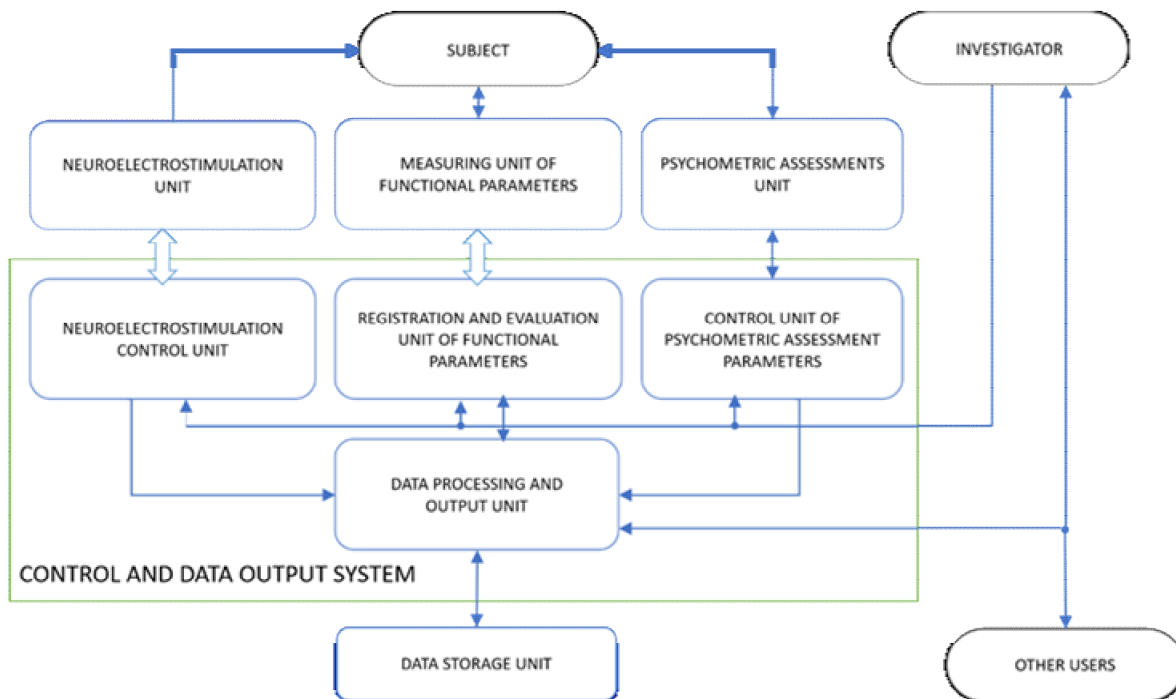 SUBJECT
INVESTIGATOR
NEUROELECTROSTIMULATION
UNIT
MEASURING UNIT OF
FUNCTIONAL PARAMETERS
PSYCHOMETRIC ASSESSMENTS
UNIT
NEUROELECTROSTIMULATION
CONTROL UNIT
REGISTRATION AND EVALUATION
UNIT OF FUNCTIONAL
PARAMETERS
CONTROL UNIT OF
PSYCHOMETRIC ASSESSMENT
PARAMETERS
DATA PROCESSING AND
OUTPUT UNIT
CONTROL AND DATA OUTPUT SYSTEM
DATA STORAGE UNIT
OTHER USERS